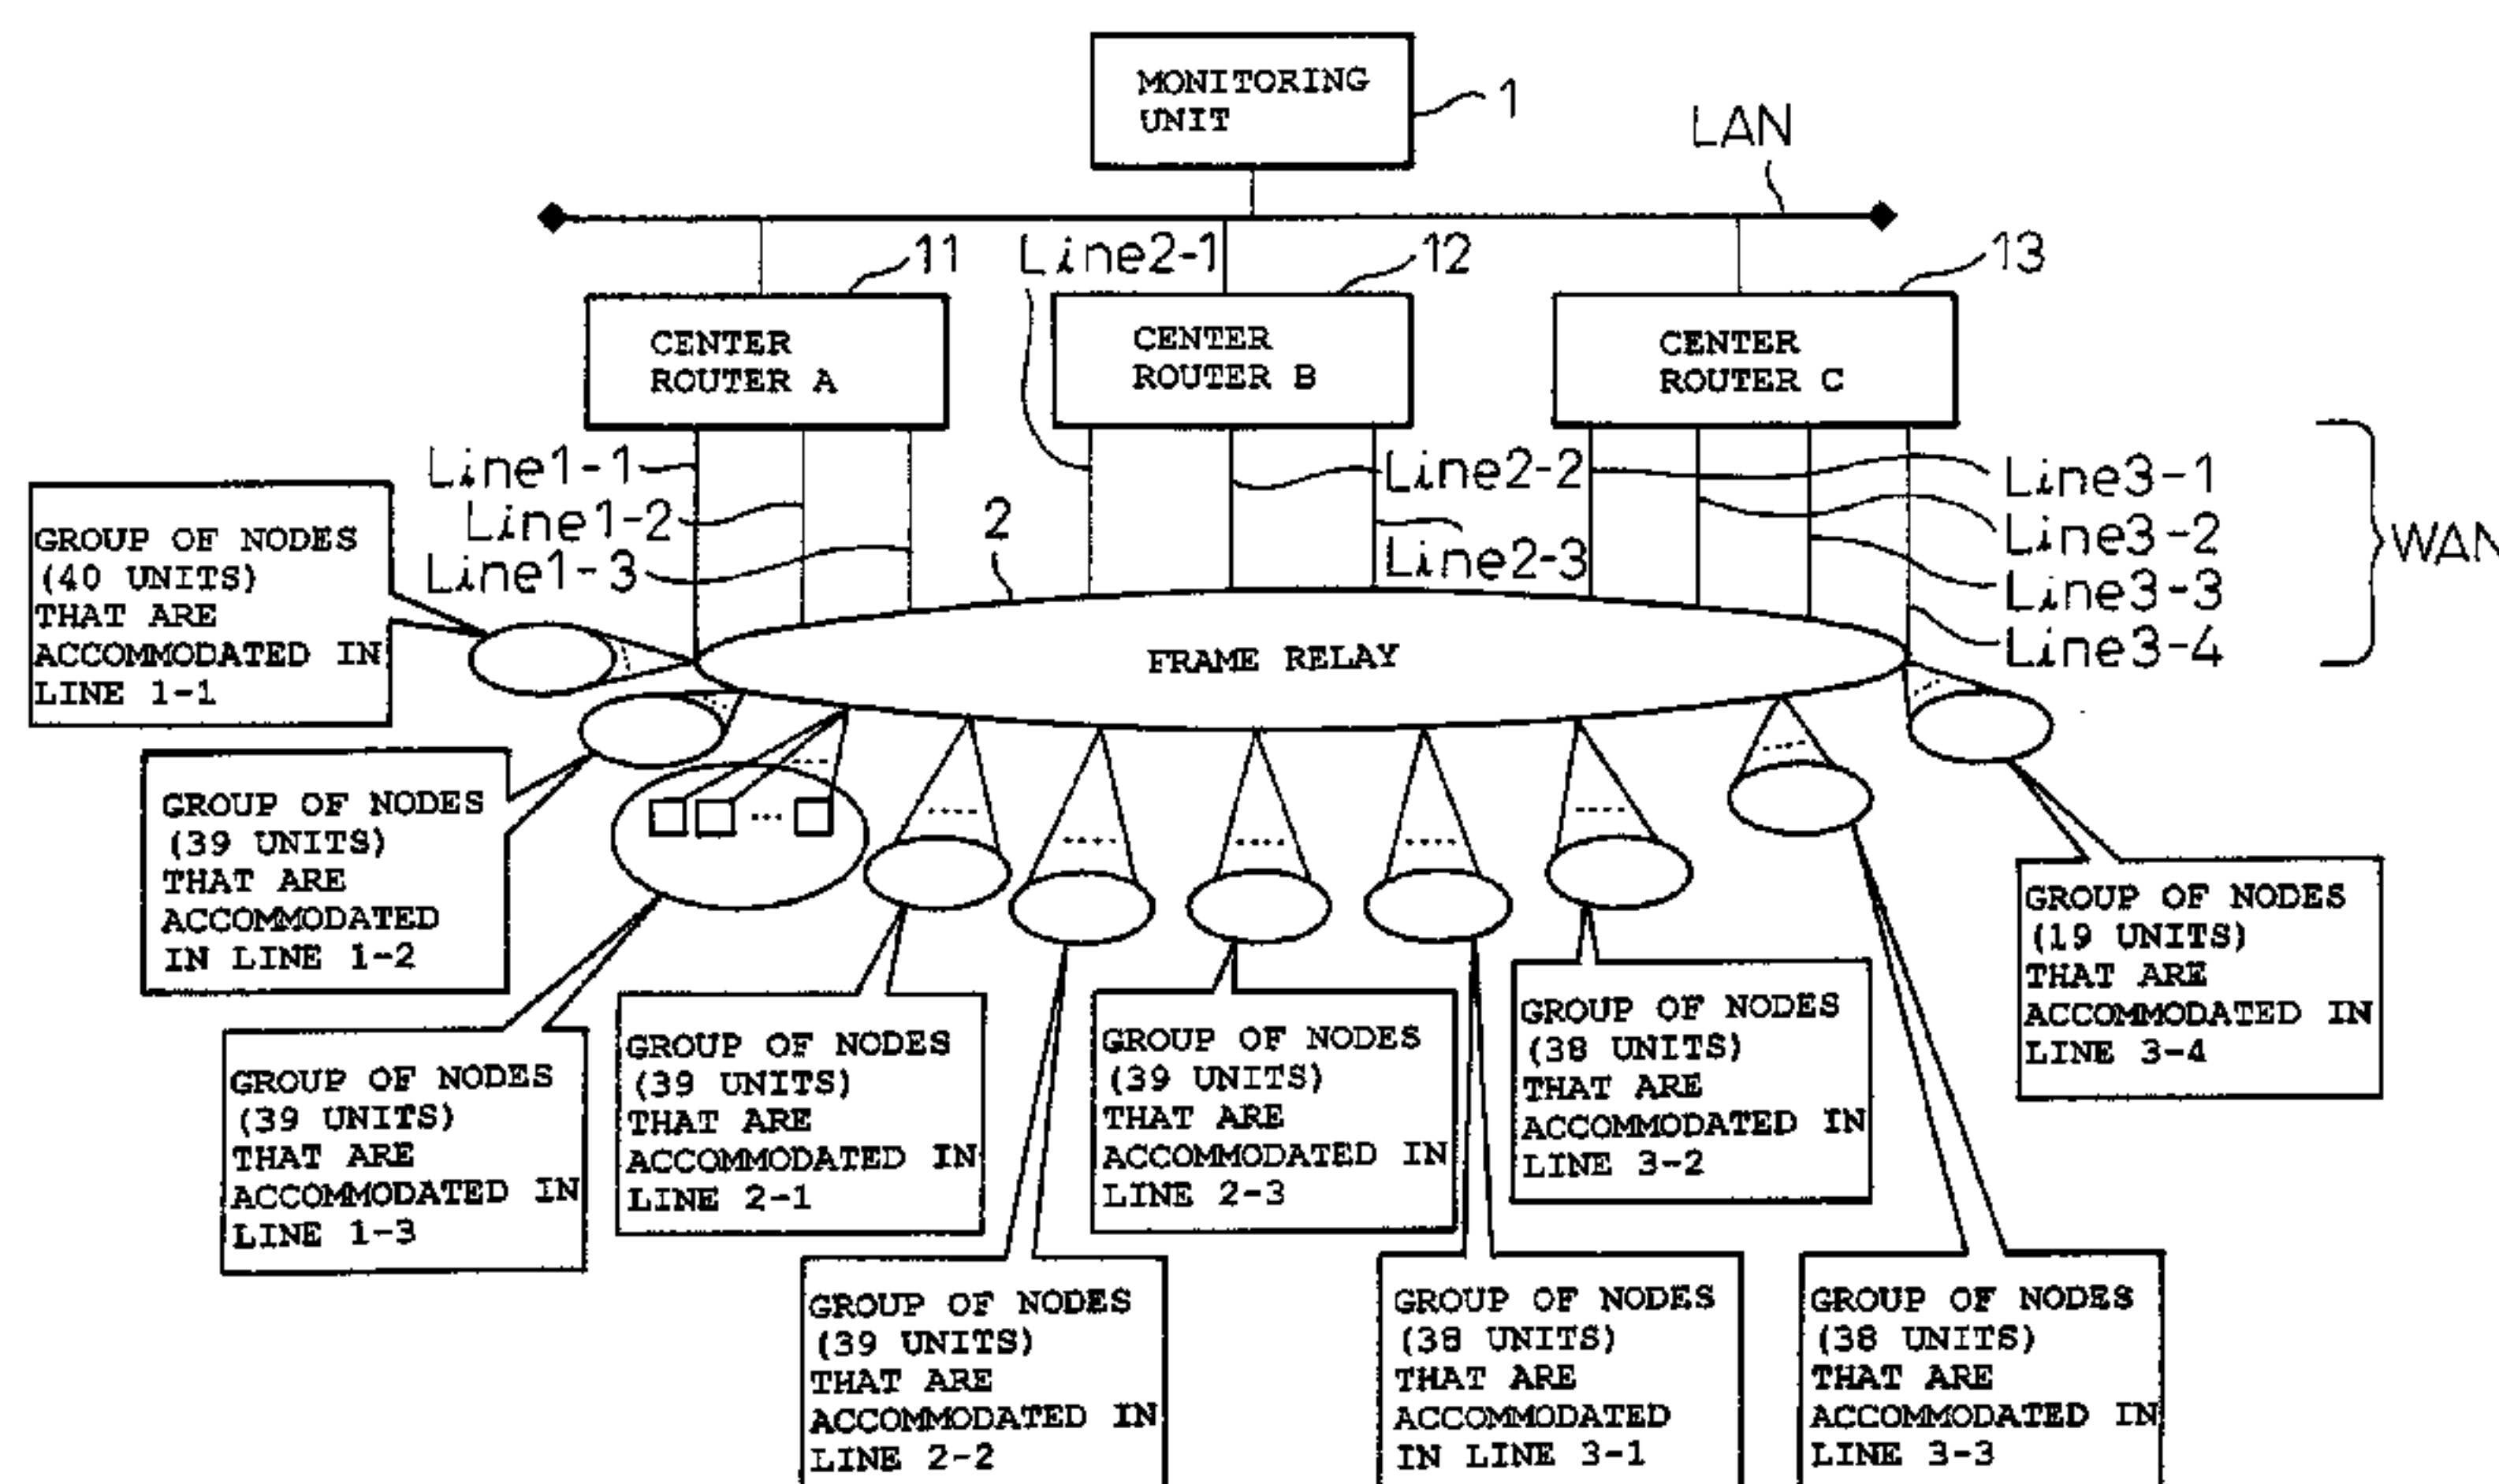 MONITORING
UNIT
1
LAN
11
Line2-1
12
13
CENTER
ROUTER A
CENTER
ROUTER B
CENTER
ROUTER C
Line1-1
Line1-2
Line1-3
2
Line2-2
Line2-3
Line3-1
Line3-2
Line3-3
Line3-4
WAN
FRAME RELAY
GROUP OF NODES
(40 UNITS)
THAT ARE
ACCOMMODATED IN
LINE 1-1
GROUP OF NODES
(39 UNITS)
THAT ARE
ACCOMMODATED
IN LINE 1-2
GROUP OF NODES
(39 UNITS)
THAT ARE
ACCOMMODATED IN
LINE 1-3
GROUP OF NODES
(39 UNITS)
THAT ARE
ACCOMMODATED IN
LINE 2-1
GROUP OF NODES
(39 UNITS)
THAT ARE
ACCOMMODATED IN
LINE 2-2
GROUP OF NODES
(39 UNITS)
THAT ARE
ACCOMMODATED IN
LINE 2-3
GROUP OF NODES
(38 UNITS)
THAT ARE
ACCOMMODATED
IN LINE 3-1
GROUP OF NODES
(38 UNITS)
THAT ARE
ACCOMMODATED IN
LINE 3-2
GROUP OF NODES
(38 UNITS)
THAT ARE
ACCOMMODATED IN
LINE 3-3
GROUP OF NODES
(19 UNITS)
THAT ARE
ACCOMMODATED IN
LINE 3-4